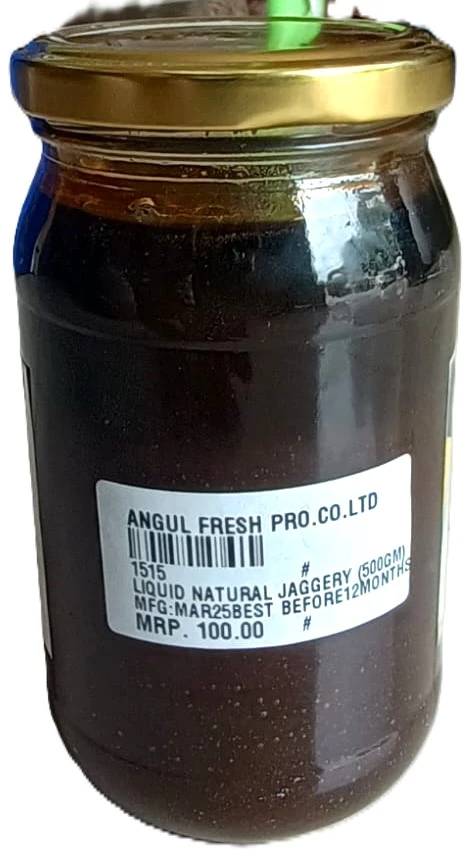 ANGUL FRESH PRO.CO.LTD
1515 #
LIQUID NATURAL JAGGERY (500GM)
MFG:MAR25BEST BEFORE12MONTHS
MRP. 100.00 #